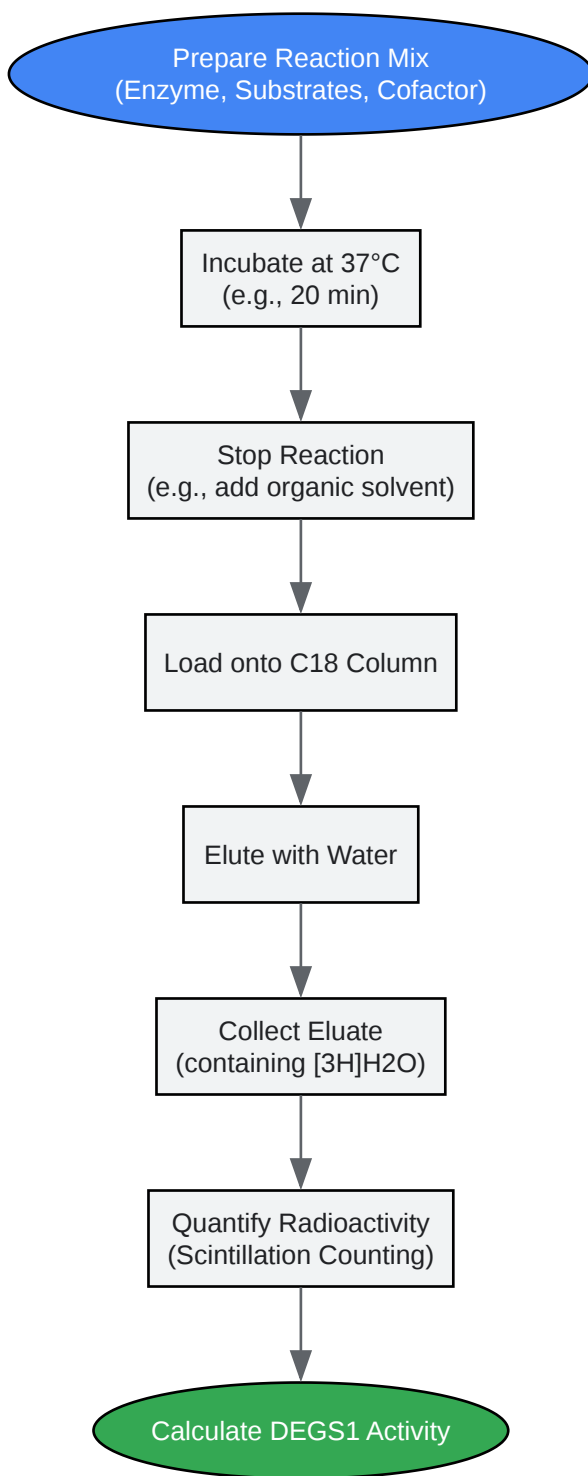 Prepare Reaction Mix
(Enzyme, Substrates, Cofactor)
Incubate at 37°C
(e.g., 20 min)
Stop Reaction
(e.g., add organic solvent)
Load onto C18 Column
Elute with Water
Collect Eluate
(containing [3H]H2O)
Quantify Radioactivity
(Scintillation Counting)
Calculate DEGS1 Activity